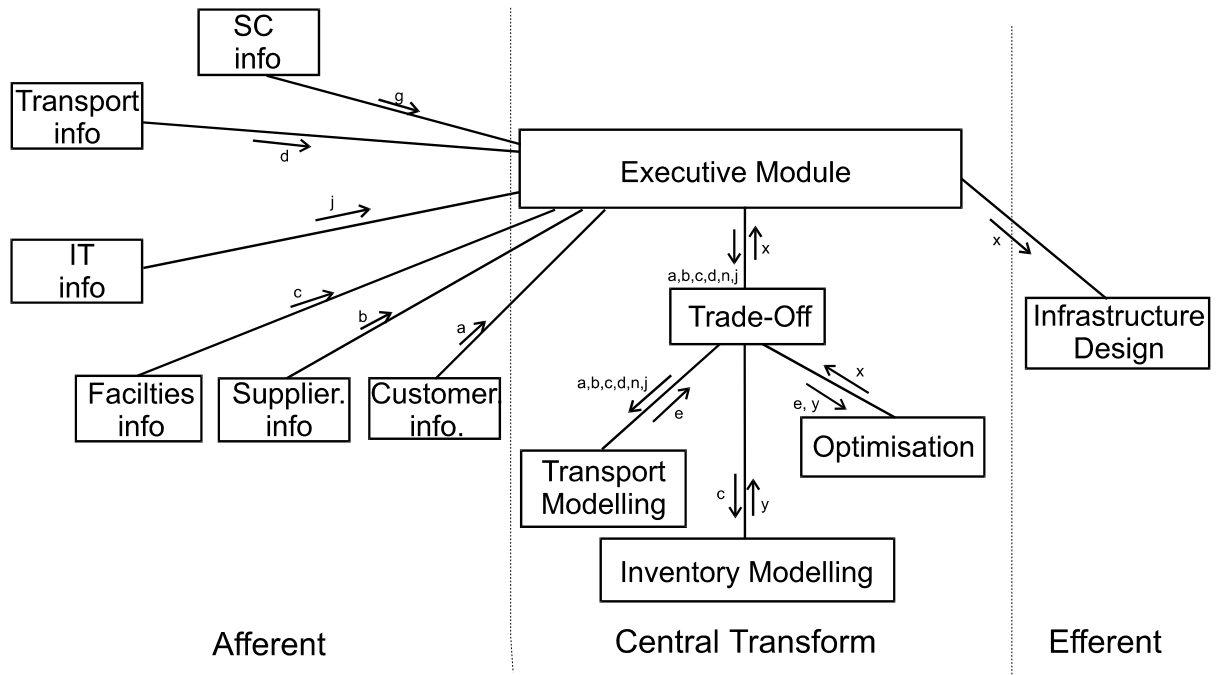 SC
info
g
Transport
info
d
Executive Module
j
IT
info
x
x
a,b,c,d,n,j
c
b
a
Trade-Off
Infrastructure
Design
Facilties
info
Supplier.
info
Customer.
info.
a,b,c,d,n,j
e
x
e, y
Optimisation
Transport
Modelling
c
y
Inventory Modelling
Afferent
Central Transform
Efferent